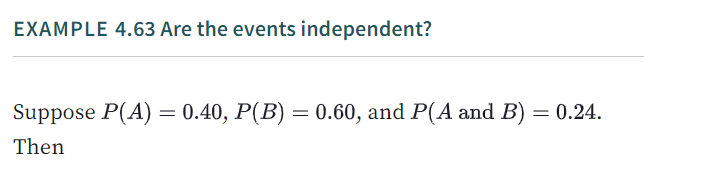 EXAMPLE 4.63 Are the events independent?
Suppose P(A) = 0.40, P(B) = 0.60, and P(A and B) = 0.24.
Then